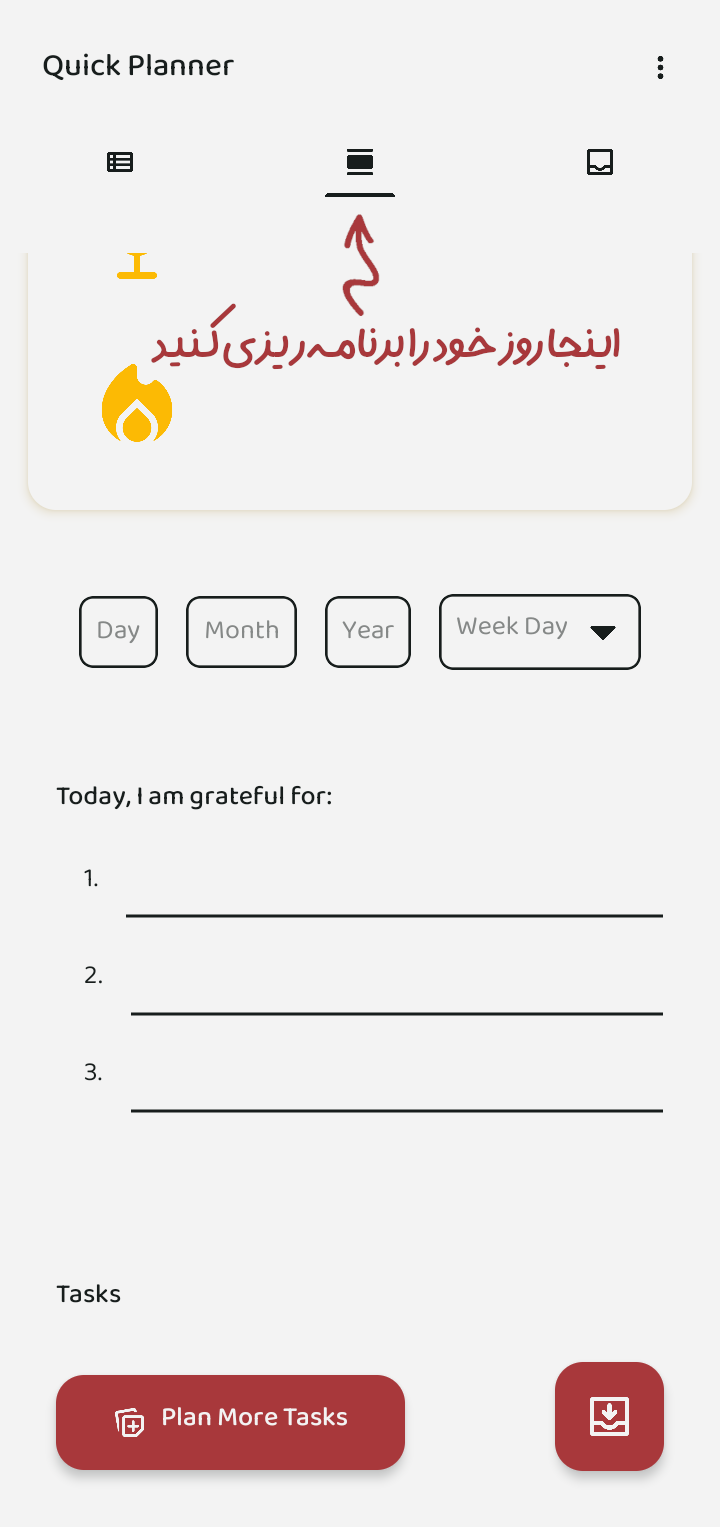 Quick Planner
اینجا روز خود را برنامه ریزی کنید
Day Month Year Week Day
Today, I am grateful for:
1.
2.
3.
Tasks
Plan More Tasks